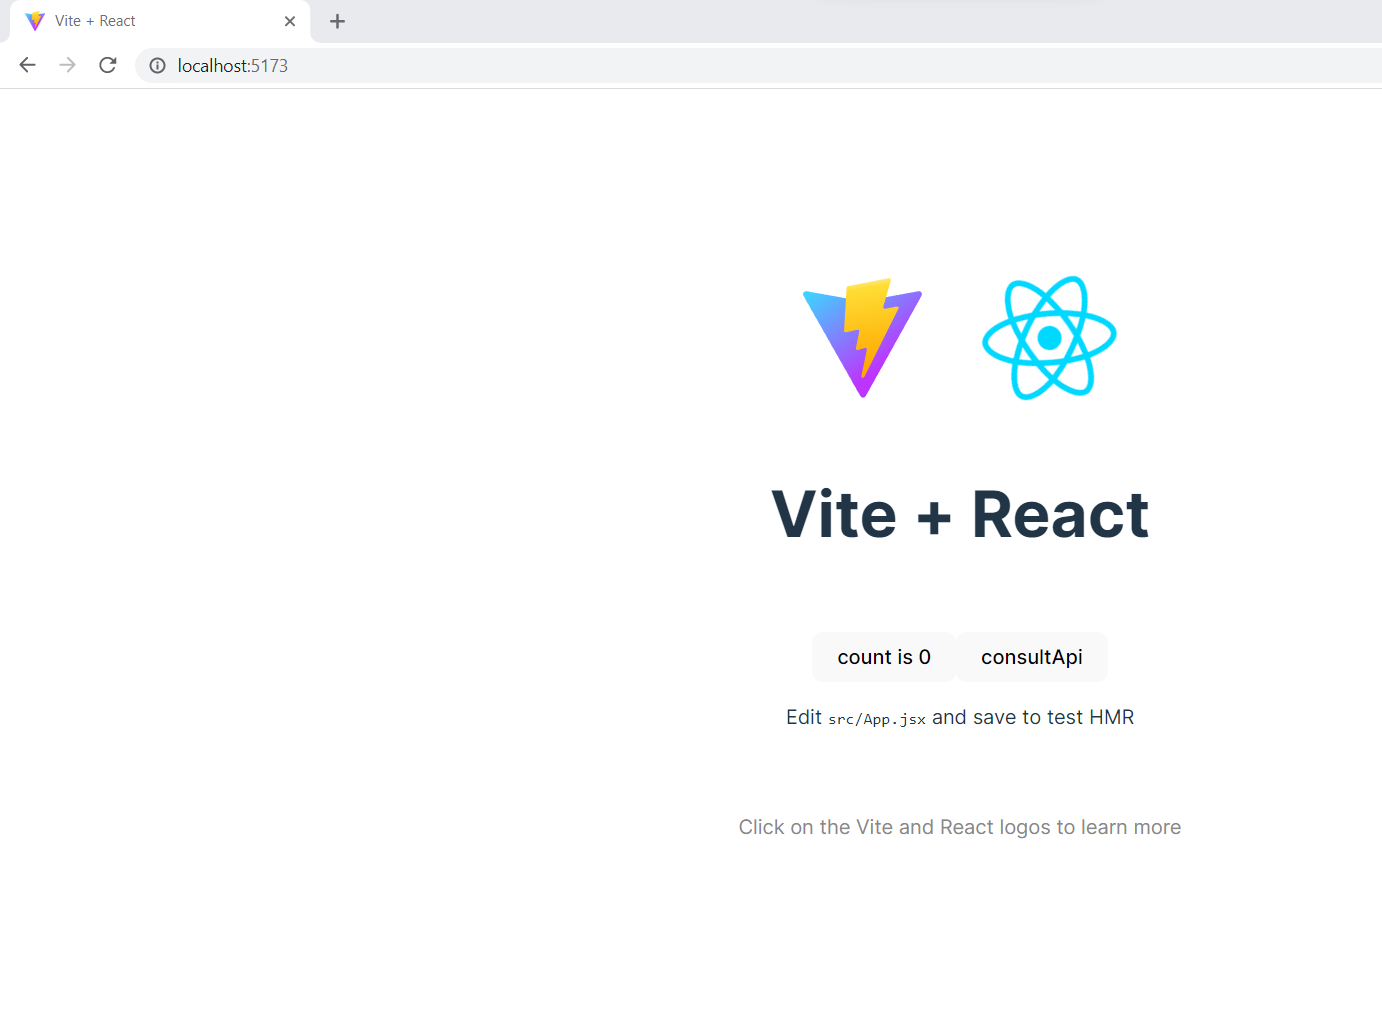 Vite + React
localhost:5173
Vite + React
count is 0
consultApi
Edit src/App.jsx and save to test HMR
Click on the Vite and React logos to learn more